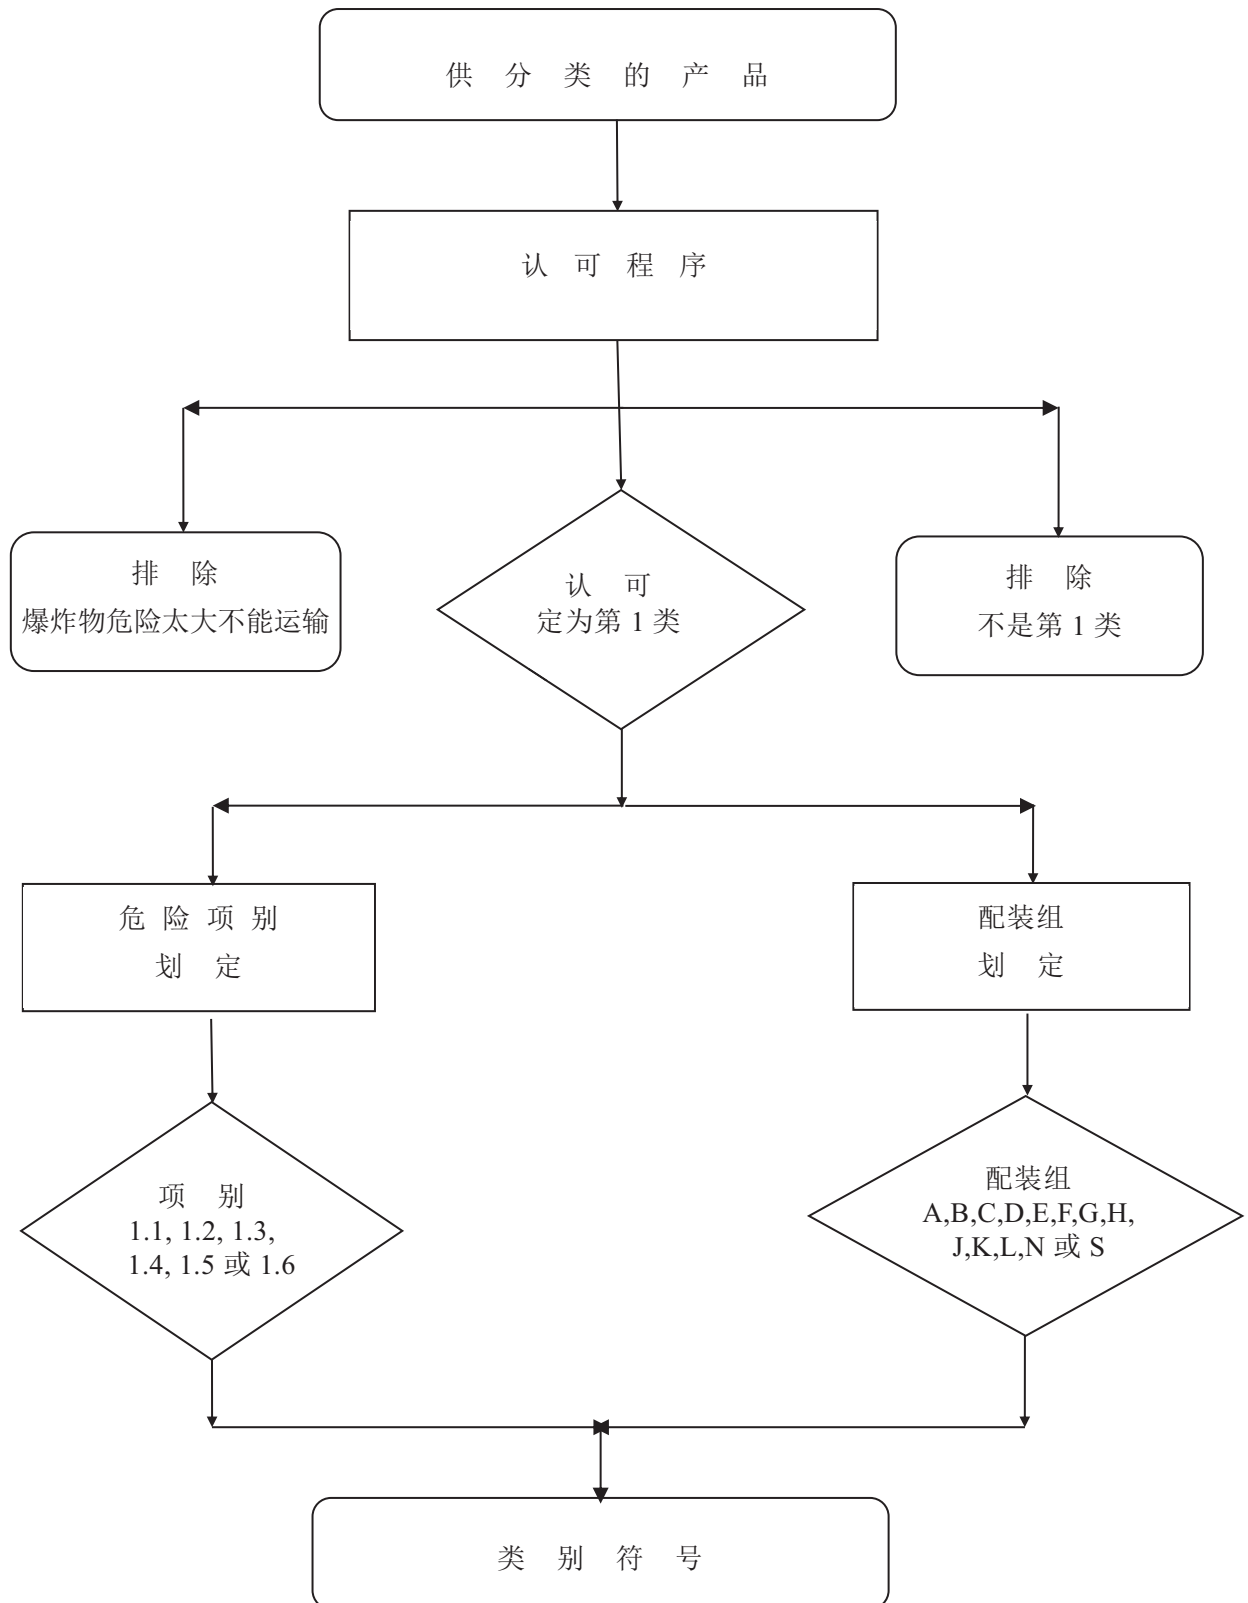 供 分 类 的 产 品
认 可 程 序
排 除
爆炸物危险太大不能运输
认 可
定为第 1 类
排 除
不是第 1 类
危 险 项 别
划 定
配装组
划 定
项 别
1.1, 1.2, 1.3,
1.4, 1.5 或 1.6
配装组
A,B,C,D,E,F,G,H,
J,K,L,N 或 S
类 别 符 号